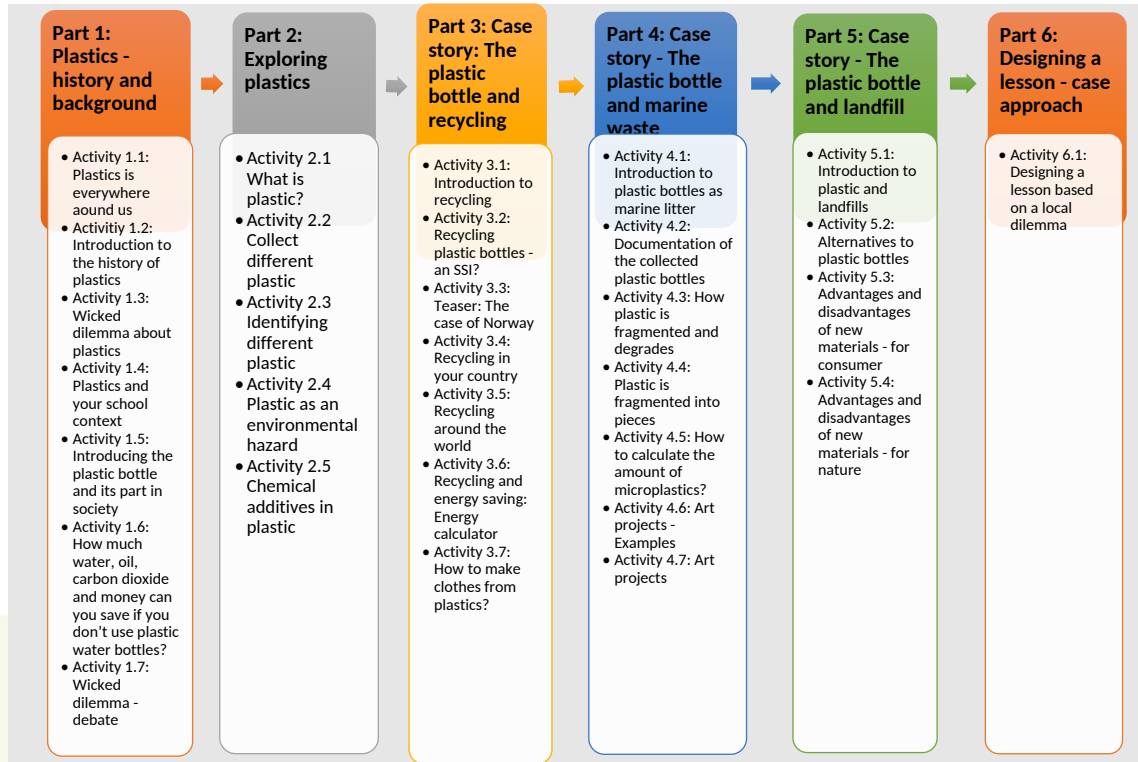 Part 1:
Plastics -
history and
background
• Activity 1.1:
Plastics is
everywhere
aound us
• Activitiy 1.2:
Introduction to
the history of
plastics
• Activity 1.3:
Wicked
dilemma about
plastics
• Activity 1.4:
Plastics and
your school
context
• Activity 1.5:
Introducing the
plastic bottle
and its part in
society
• Activity 1.6:
How much
water, oil,
carbon dioxide
and money can
you save if you
don’t use plastic
water bottles?
• Activity 1.7:
Wicked
dilemma -
debate
Part 2:
Exploring
plastics
• Activity 2.1
What is
plastic?
• Activity 2.2
Collect
different
plastic
• Activity 2.3
Identifying
different
plastic
• Activity 2.4
Plastic as an
environmental
hazard
• Activity 2.5
Chemical
additives in
plastic
Part 3: Case
story: The
plastic
bottle and
recycling
• Activity 3.1:
Introduction to
recycling
• Activity 3.2:
Recycling
plastic bottles -
an SSI?
• Activity 3.3:
Teaser: The
case of Norway
• Activity 3.4:
Recycling in
your country
• Activity 3.5:
Recycling
around the
world
• Activity 3.6:
Recycling and
energy saving:
Energy
calculator
• Activity 3.7:
How to make
clothes from
plastics?
Part 4: Case
story - The
plastic bottle
and marine
waste
• Activity 4.1:
Introduction to
plastic bottles as
marine litter
• Activity 4.2:
Documentation of
the collected
plastic bottles
• Activity 4.3: How
plastic is
fragmented and
degrades
• Activity 4.4:
Plastic is
fragmented into
pieces
• Activity 4.5: How
to calculate the
amount of
microplastics?
• Activity 4.6: Art
projects -
Examples
• Activity 4.7: Art
projects
Part 5: Case
story - The
plastic bottle
and landfill
• Activity 5.1:
Introduction to
plastic and
landfills
• Activity 5.2:
Alternatives to
plastic bottles
• Activity 5.3:
Advantages and
disadvantages
of new
materials - for
consumer
• Activity 5.4:
Advantages and
disadvantages
of new
materials - for
nature
Part 6:
Designing a
lesson - case
approach
• Activity 6.1:
Designing a
lesson based
on a local
dilemma